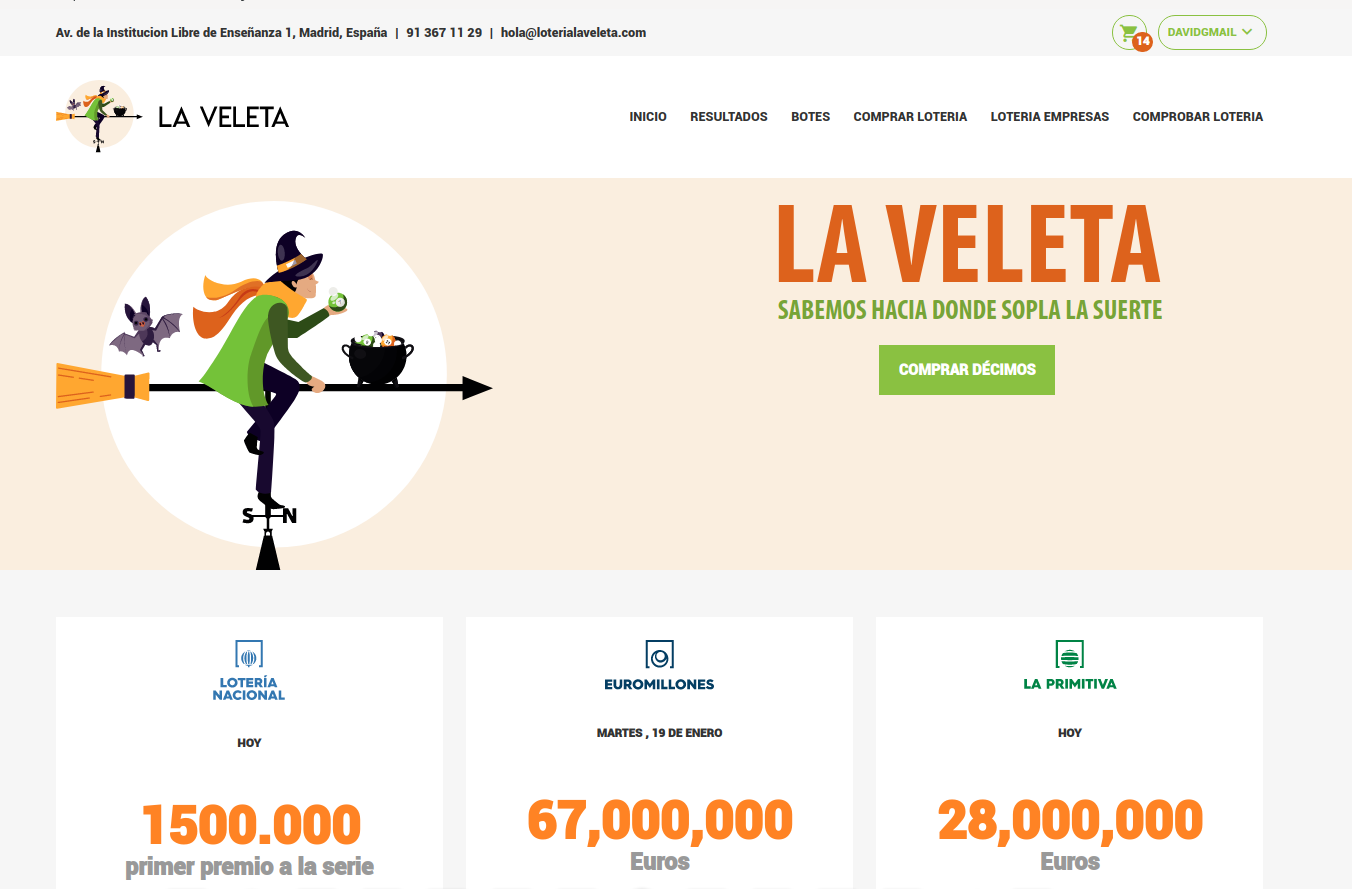 Av. de la Institucion Libre de Enseñanza 1, Madrid, España | 91 367 11 29 | hola@loterialaveleta.com
14
DAVIDGMAIL
LA VELETA
INICIO RESULTADOS BOTES COMPRAR LOTERIA LOTERIA EMPRESAS COMPROBAR LOTERIA
LA VELETA
SABEMOS HACIA DONDE SOPLA LA SUERTE
COMPRAR DÉCIMOS
S N
LOTERÍA
NACIONAL
HOY
1500.000
primer premio a la serie
EUROMILLONES
MARTES , 19 DE ENERO
67,000,000
Euros
LA PRIMITIVA
HOY
28,000,000
Euros